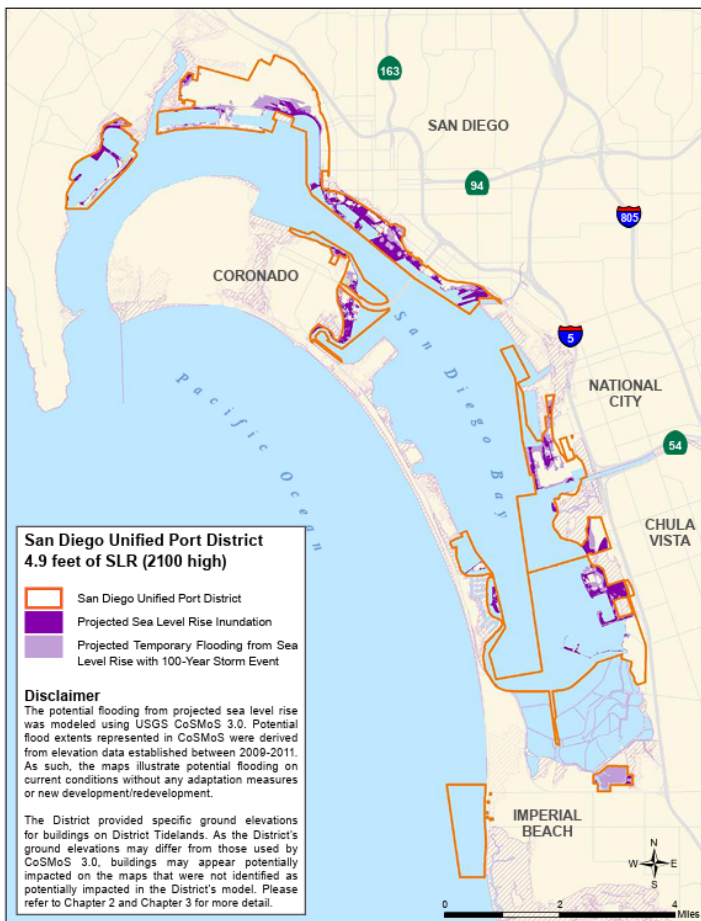 163
SAN DIEGO
94
805
CORONADO
San Diego Bay
5
Pacific Ocean
NATIONAL
CITY
54
CHULA
VISTA
San Diego Unified Port District
4.9 feet of SLR (2100 high)
San Diego Unified Port District
Projected Sea Level Rise Inundation
Projected Temporary Flooding from Sea
Level Rise with 100-Year Storm Event
Disclaimer
The potential flooding from projected sea level rise
was modeled using USGS CoSMoS 3.0. Potential
flood extents represented in CoSMoS were derived
from elevation data established between 2009-2011.
As such, the maps illustrate potential flooding on
current conditions without any adaptation measures
or new development/redevelopment.
The District provided specific ground elevations
for buildings on District Tidelands. As the District's
ground elevations may differ from those used by
CoSMoS 3.0, buildings may appear potentially
impacted on the maps that were not identified as
potentially impacted in the District's model. Please
refer to Chapter 2 and Chapter 3 for more detail.
IMPERIAL
BEACH
N
W E
S
0 2 4
Miles